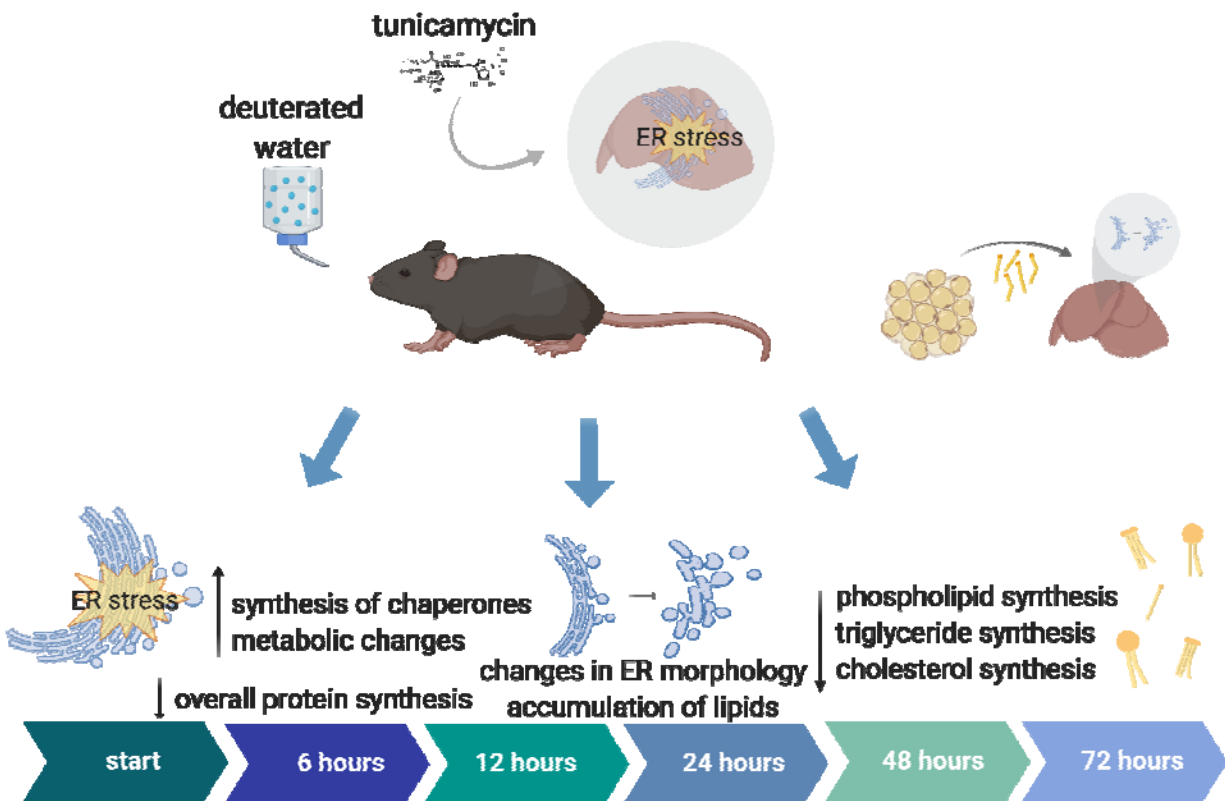 tunicamycin
deuterated
water
ER stress
ER stress
synthesis of chaperones
metabolic changes
overall protein synthesis
changes in ER morphology
accumulation of lipids
phospholipid synthesis
triglyceride synthesis
cholesterol synthesis
start
6 hours
12 hours
24 hours
48 hours
72 hours